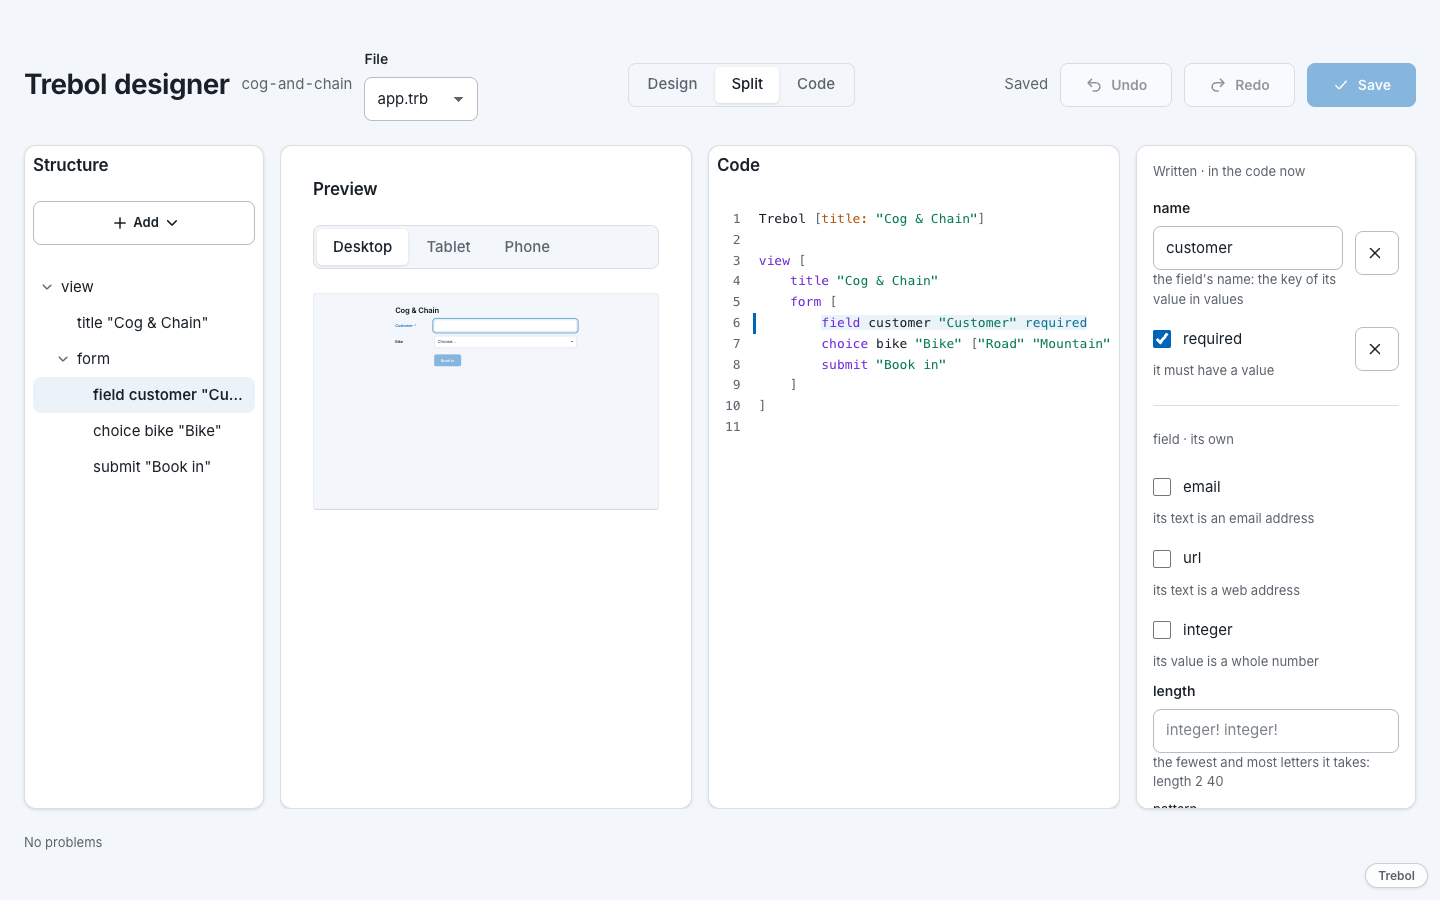 Trebol designer
cog-and-chain
File
app.trb
Design
Split
Code
Saved
Undo
Redo
Save
Structure
Add
view
title "Cog & Chain"
form
field customer "Cu...
choice bike "Bike"
submit "Book in"
Preview
Desktop
Tablet
Phone
Cog & Chain
Customer *
Bike
Choose...
Book in
Code
1 Trebol [title: "Cog & Chain"]
2
3 view [
4 title "Cog & Chain"
5 form [
6 field customer "Customer" required
7 choice bike "Bike" ["Road" "Mountain"
8 submit "Book in"
9 ]
10 ]
11
Written · in the code now
name
customer
the field's name: the key of its
value in values
required
it must have a value
field · its own
email
its text is an email address
url
its text is a web address
integer
its value is a whole number
length
integer! integer!
the fewest and most letters it takes:
length 2 40
No problems
Trebol